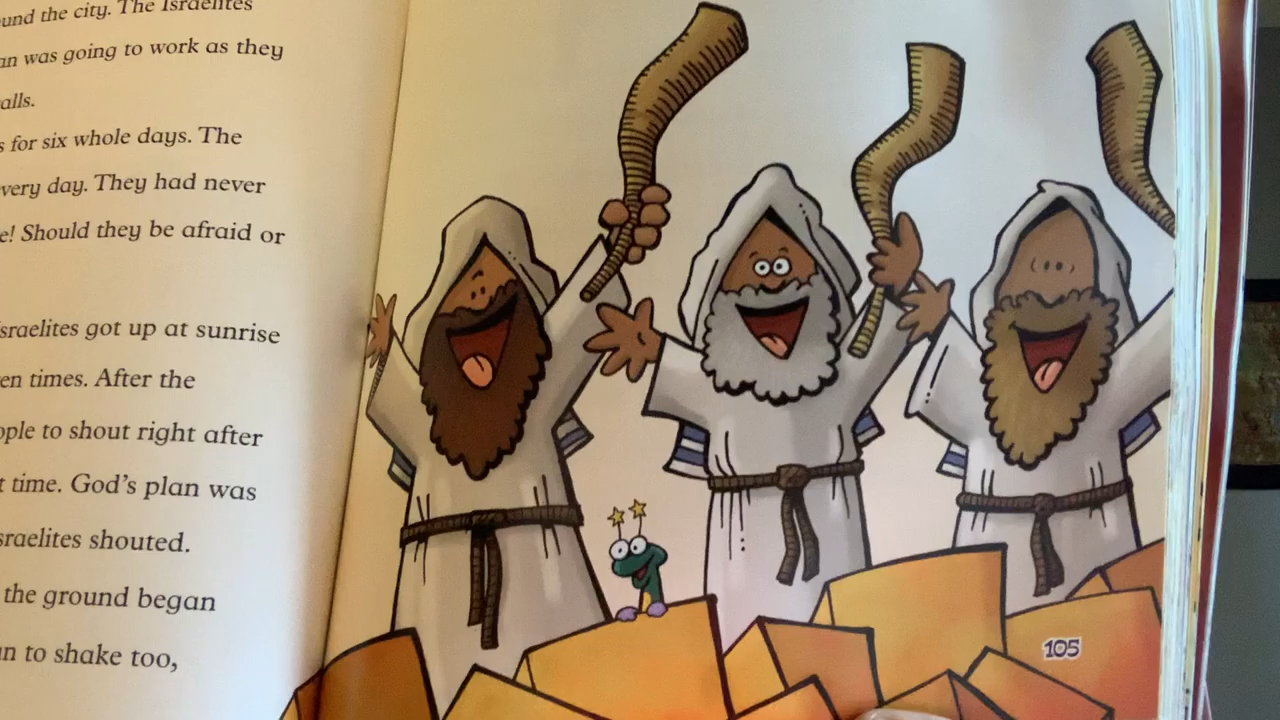 und the city. The Israelites
an was going to work as they
alls.
s for six whole days. The
very day. They had never
e! Should they be afraid or
sraelites got up at sunrise
en times. After the
ople to shout right after
t time. God's plan was
sraelites shouted.
the ground began
n to shake too,
105